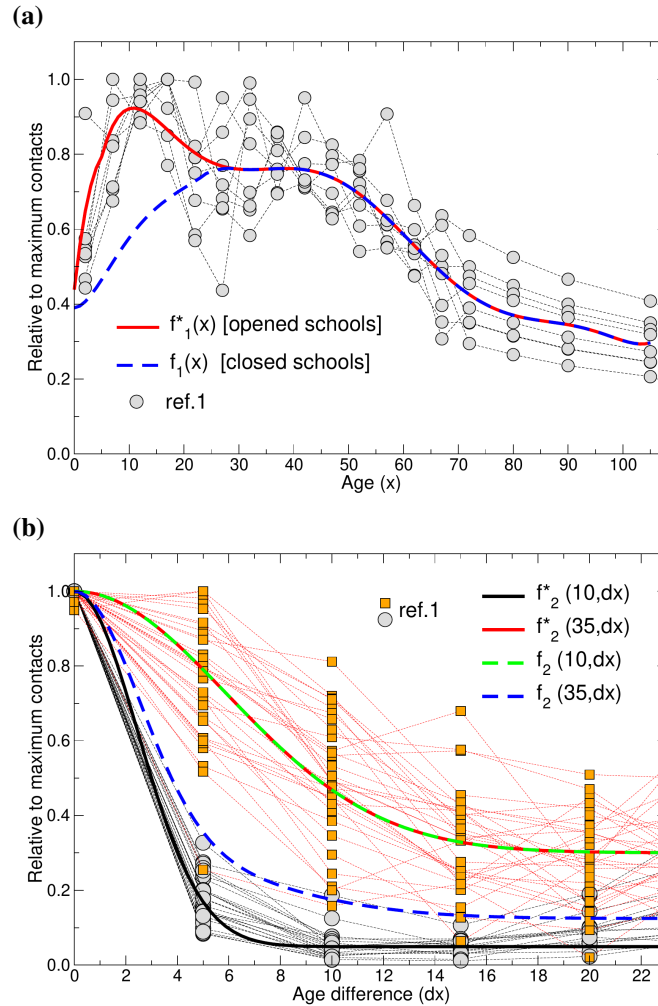 (a)
1.0
0.8
0.6
0.4
0.2
0.0
Relative to maximum contacts
f*1(x) [opened schools]
f1(x) [closed schools]
ref.1
0 10 20 30 40 50 60 70 80 90 100
Age (x)
(b)
1.0
0.8
0.6
0.4
0.2
0.0
Relative to maximum contacts
ref.1
f*2 (10,dx)
f*2 (35,dx)
f2 (10,dx)
f2 (35,dx)
0 2 4 6 8 10 12 14 16 18 20 22
Age difference (dx)